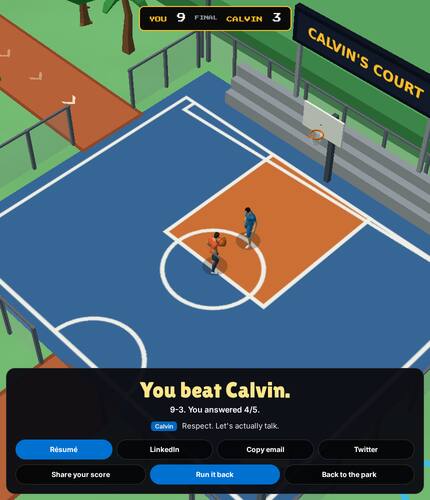 YOU 9 FINAL CALVIN 3
CALVIN'S COURT
You beat Calvin.
9-3. You answered 4/5.
Calvin Respect. Let's actually talk.
Résumé LinkedIn Copy email Twitter
Share your score Run it back Back to the park